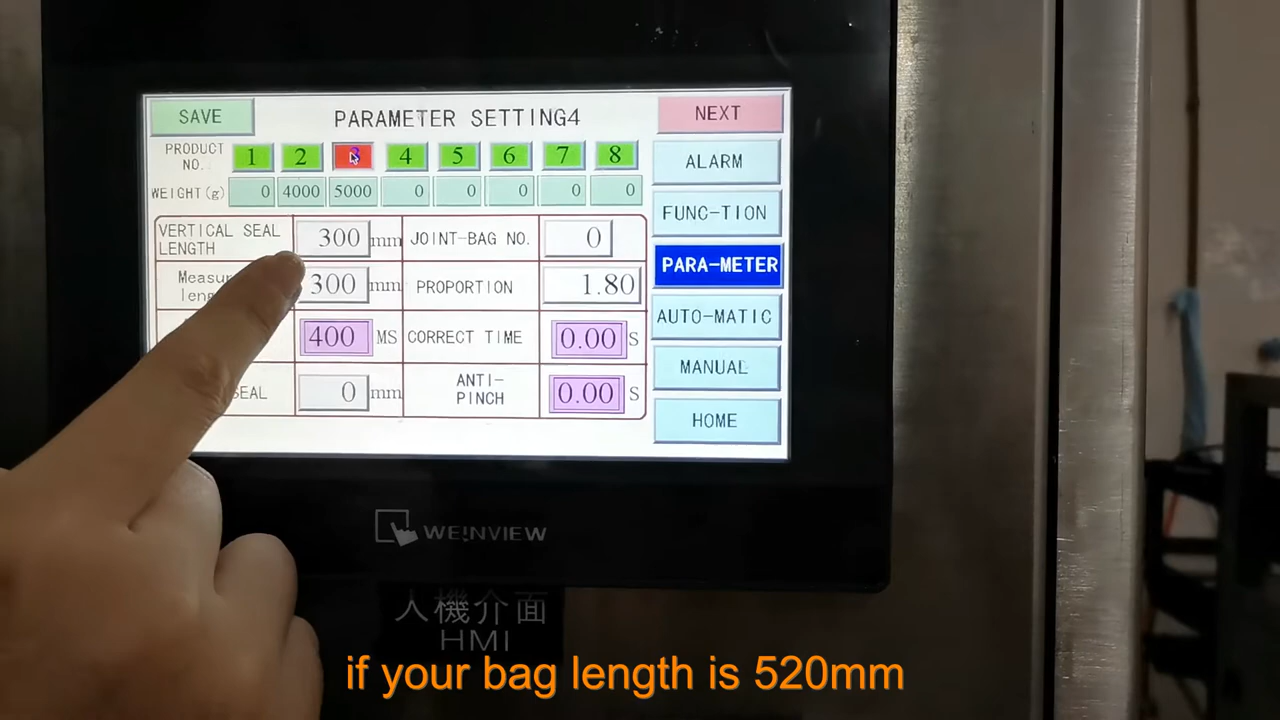 SAVE
PARAMETER SETTING4
NEXT
PRODUCT
NO.
1 2 3 4 5 6 7 8
ALARM
WEIGHT(g)
0 4000 5000 0 0 0 0 0
FUNC-TION
VERTICAL SEAL
LENGTH
300 mm
JOINT-BAG NO.
0
PARA-METER
300 mm
PROPORTION
1.80
AUTO-MATIC
400 MS
CORRECT TIME
0.00 S
MANUAL
SEAL
0 mm
ANTI-
PINCH
0.00 S
HOME
WEINVIEW
人機介面
HMI
if your bag length is 520mm